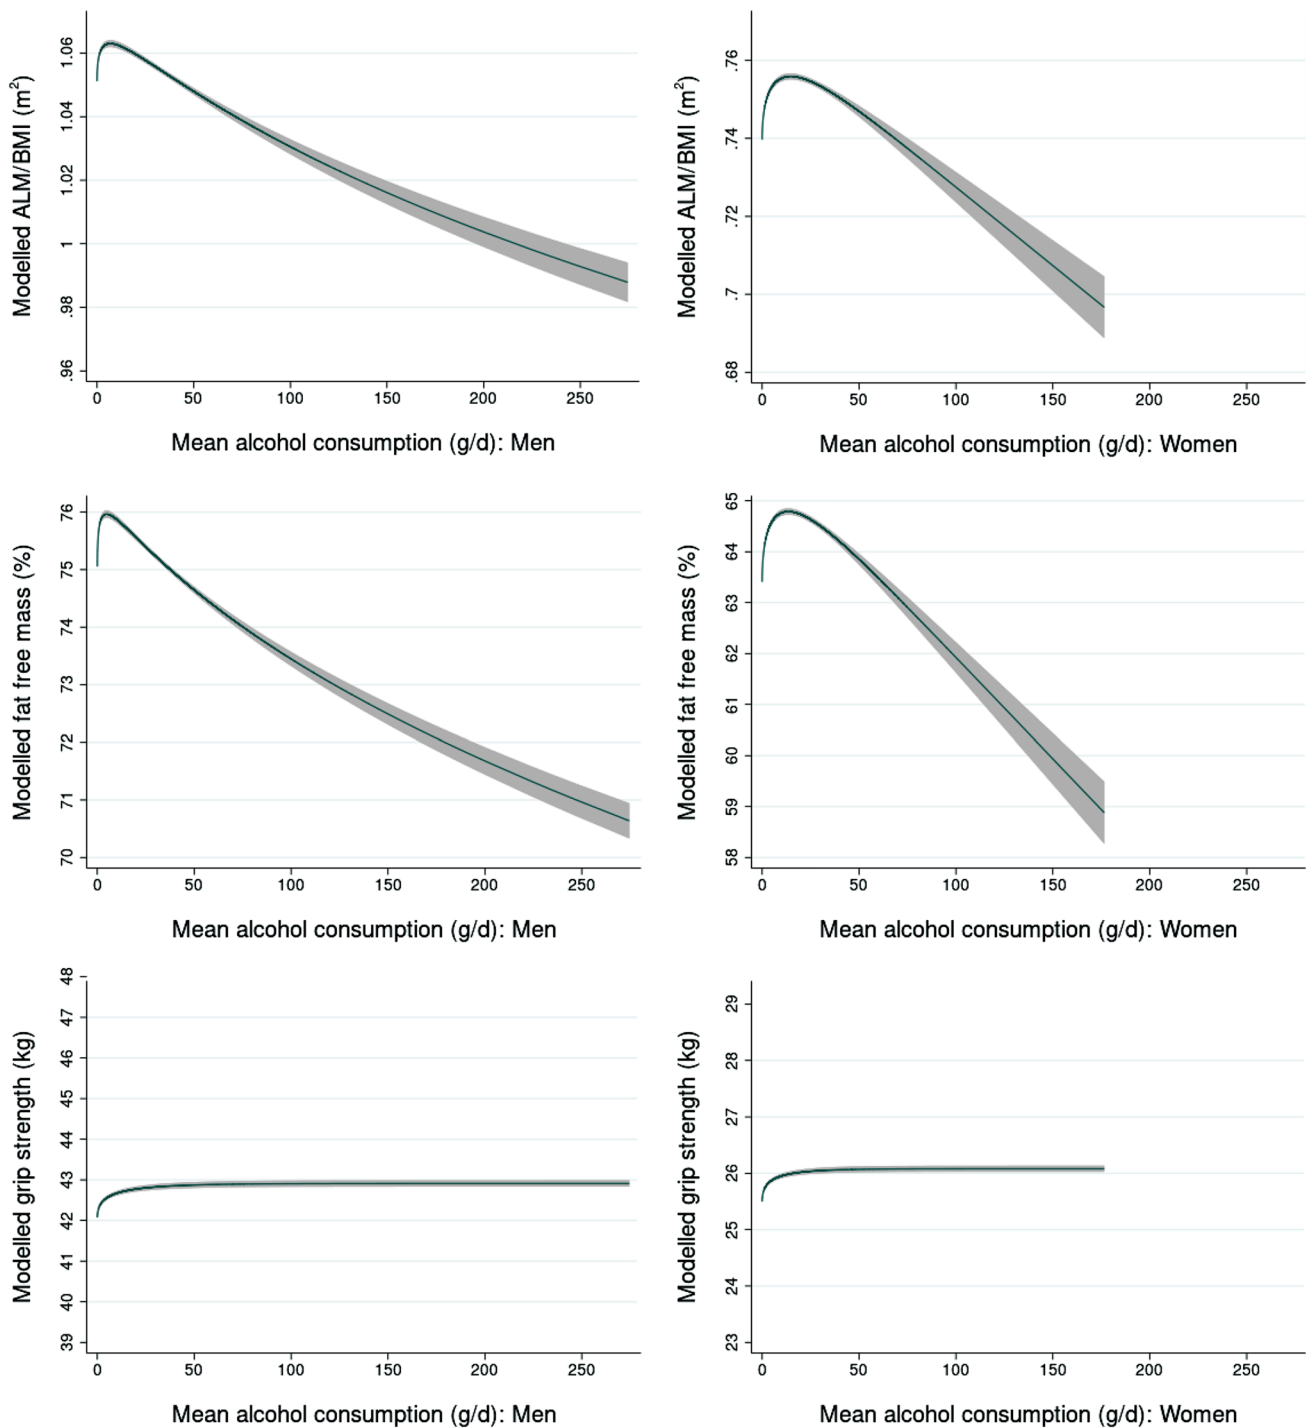 Modelled ALM/BMI (m²)
1.06
1.04
1.02
1
.98
.96
0 50 100 150 200 250
Mean alcohol consumption (g/d): Men
Modelled ALM/BMI (m²)
.76
.74
.72
.7
.68
0 50 100 150 200 250
Mean alcohol consumption (g/d): Women
Modelled fat free mass (%)
76
75
74
73
72
71
70
0 50 100 150 200 250
Mean alcohol consumption (g/d): Men
Modelled fat free mass (%)
65
64
63
62
61
60
59
58
0 50 100 150 200 250
Mean alcohol consumption (g/d): Women
Modelled grip strength (kg)
48
47
46
45
44
43
42
41
40
39
0 50 100 150 200 250
Mean alcohol consumption (g/d): Men
Modelled grip strength (kg)
29
28
27
26
25
24
23
0 50 100 150 200 250
Mean alcohol consumption (g/d): Women